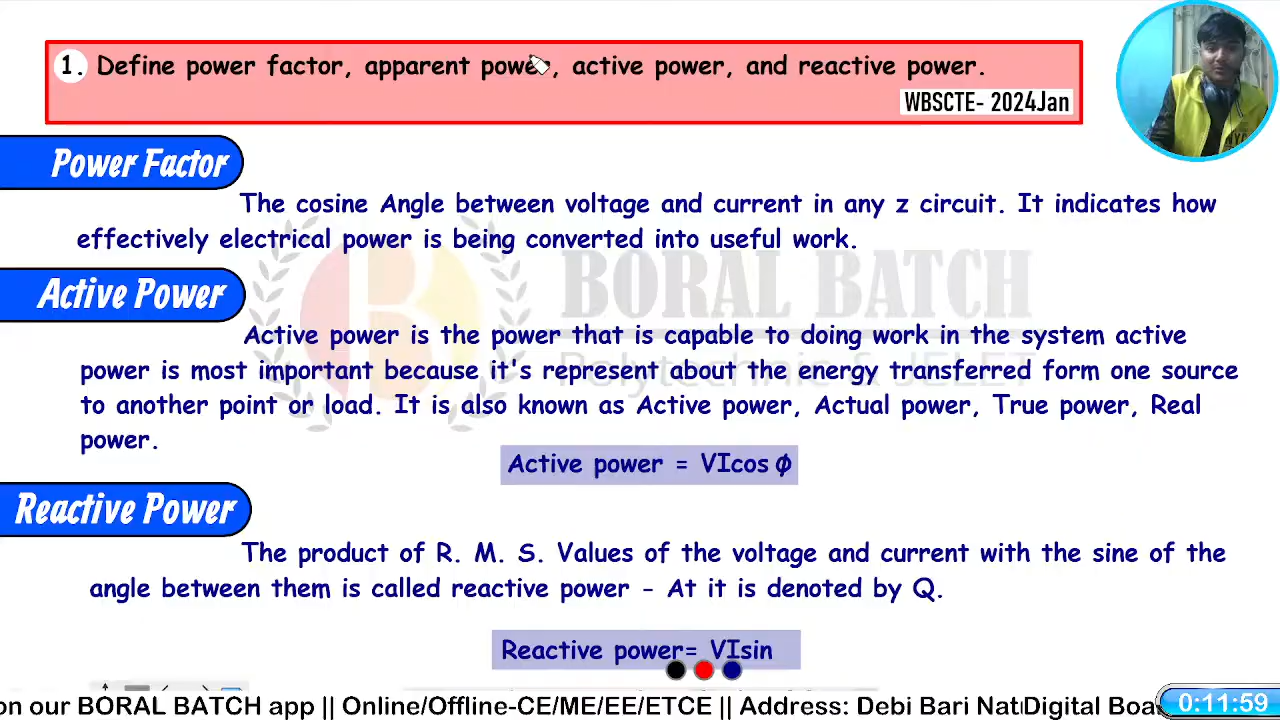 1. Define power factor, apparent power, active power, and reactive power.
WBSCTE- 2024Jan
Power Factor
The cosine Angle between voltage and current in any z circuit. It indicates how
effectively electrical power is being converted into useful work.
Active Power
Active power is the power that is capable to doing work in the system active
power is most important because it's represent about the energy transferred form one source
to another point or load. It is also known as Active power, Actual power, True power, Real
power.
Active power = VIcos ϕ
Reactive Power
The product of R. M. S. Values of the voltage and current with the sine of the
angle between them is called reactive power - At it is denoted by Q.
Reactive power= VIsin
BORAL BATCH
Polytechnic & JELET
on our BORAL BATCH app || Online/Offline-CE/ME/EE/ETCE || Address: Debi Bari Nat Digital Boa
0:11:59